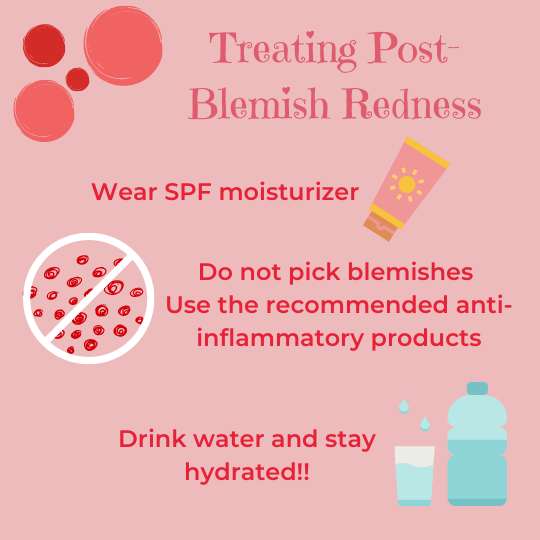 Treating Post-
Blemish Redness
Wear SPF moisturizer
Do not pick blemishes
Use the recommended anti-
inflammatory products
Drink water and stay
hydrated!!